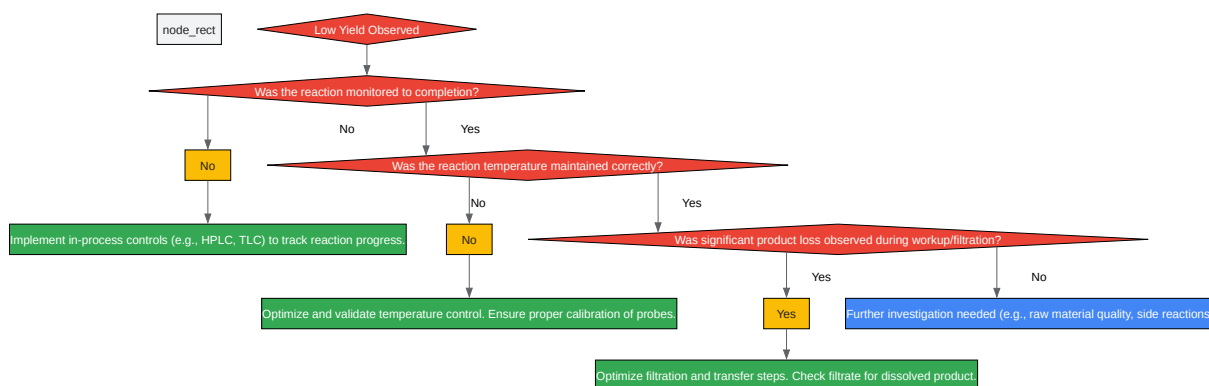 node_rect
Low Yield Observed
Was the reaction monitored to completion?
No
Yes
No
Was the reaction temperature maintained correctly?
No
Yes
Implement in-process controls (e.g., HPLC, TLC) to track reaction progress.
No
Was significant product loss observed during workup/filtration?
Yes
No
Optimize and validate temperature control. Ensure proper calibration of probes.
Yes
Further investigation needed (e.g., raw material quality, side reactions
Optimize filtration and transfer steps. Check filtrate for dissolved product.